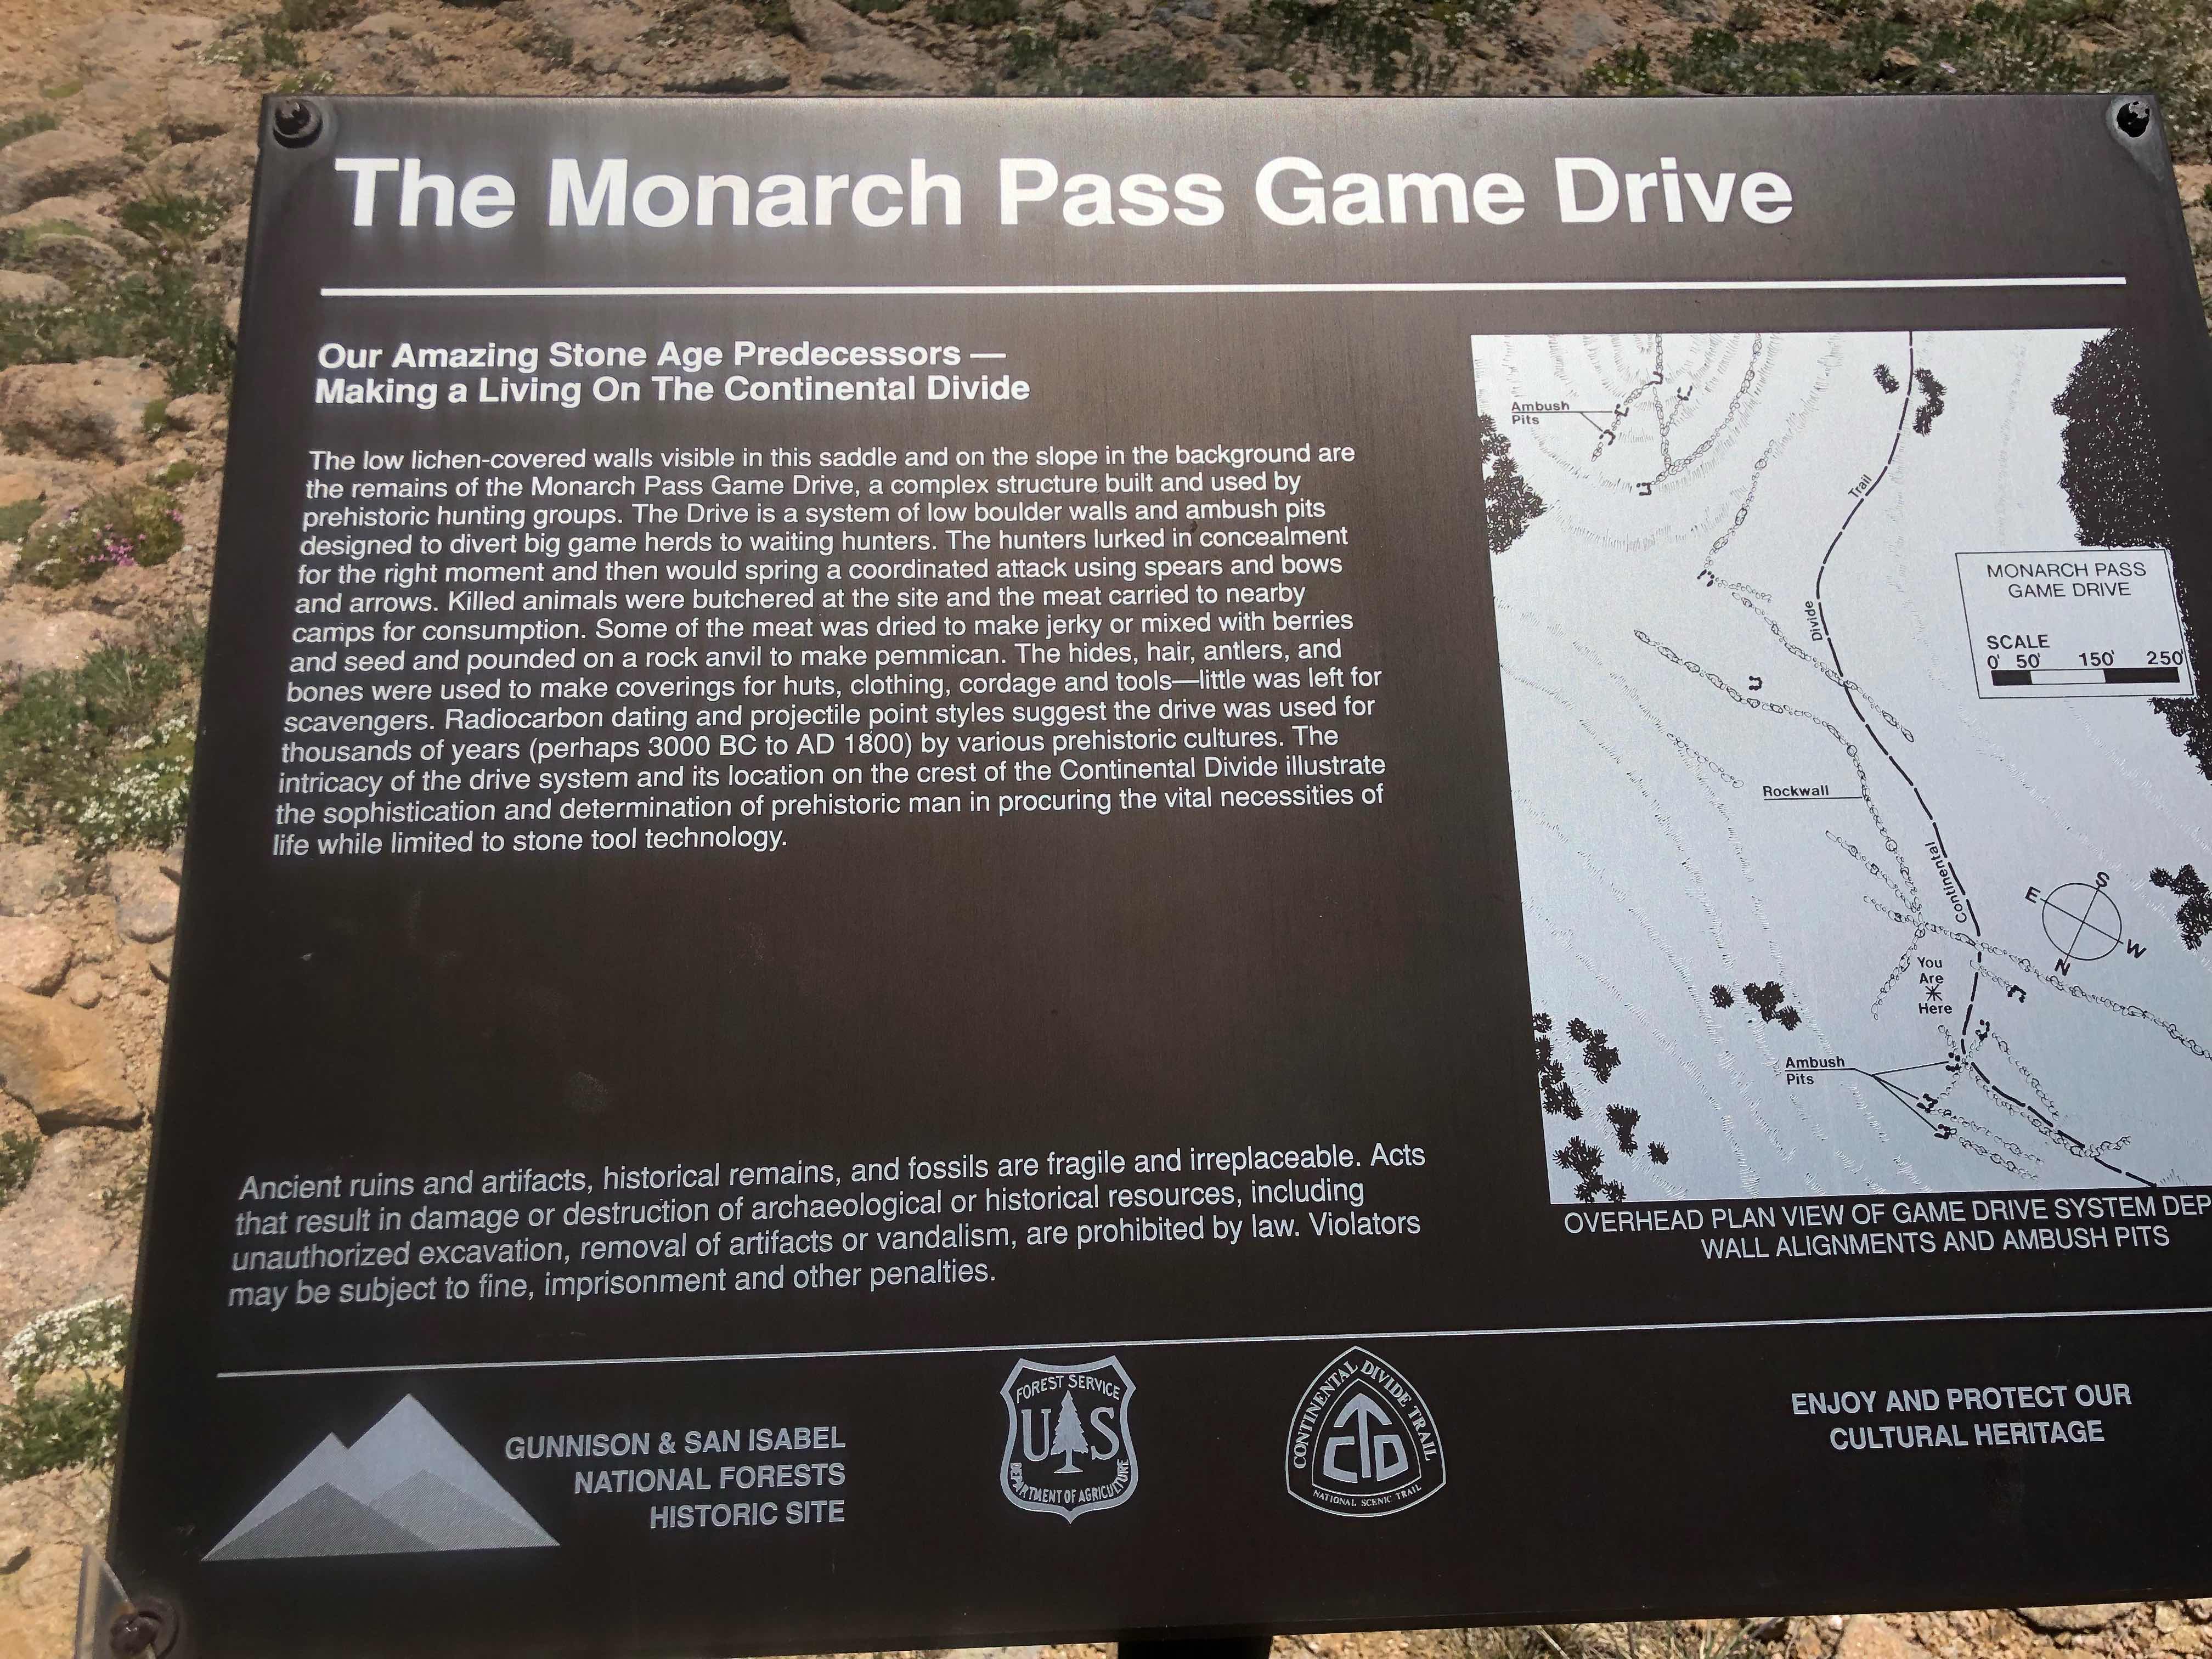 The Monarch Pass Game Drive
Our Amazing Stone Age Predecessors —
Making a Living On The Continental Divide
The low lichen-covered walls visible in this saddle and on the slope in the background are
the remains of the Monarch Pass Game Drive, a complex structure built and used by
prehistoric hunting groups. The Drive is a system of low boulder walls and ambush pits
designed to divert big game herds to waiting hunters. The hunters lurked in concealment
for the right moment and then would spring a coordinated attack using spears and bows
and arrows. Killed animals were butchered at the site and the meat carried to nearby
camps for consumption. Some of the meat was dried to make jerky or mixed with berries
and seed and pounded on a rock anvil to make pemmican. The hides, hair, antlers, and
bones were used to make coverings for huts, clothing, cordage and tools—little was left for
scavengers. Radiocarbon dating and projectile point styles suggest the drive was used for
thousands of years (perhaps 3000 BC to AD 1800) by various prehistoric cultures. The
intricacy of the drive system and its location on the crest of the Continental Divide illustrate
the sophistication and determination of prehistoric man in procuring the vital necessities of
life while limited to stone tool technology.
Ancient ruins and artifacts, historical remains, and fossils are fragile and irreplaceable. Acts
that result in damage or destruction of archaeological or historical resources, including
unauthorized excavation, removal of artifacts or vandalism, are prohibited by law. Violators
may be subject to fine, imprisonment and other penalties.
Ambush
Pits
Trail
Divide
Continental
MONARCH PASS
GAME DRIVE
SCALE
0' 50' 150' 250'
Rockwall
E S
N W
You
Are
Here
Ambush
Pits
OVERHEAD PLAN VIEW OF GAME DRIVE SYSTEM DEP
WALL ALIGNMENTS AND AMBUSH PITS
GUNNISON & SAN ISABEL
NATIONAL FORESTS
HISTORIC SITE
FOREST SERVICE
U S
DEPARTMENT OF AGRICULTURE
CONTINENTAL DIVIDE TRAIL
CTD
NATIONAL SCENIC TRAIL
ENJOY AND PROTECT OUR
CULTURAL HERITAGE